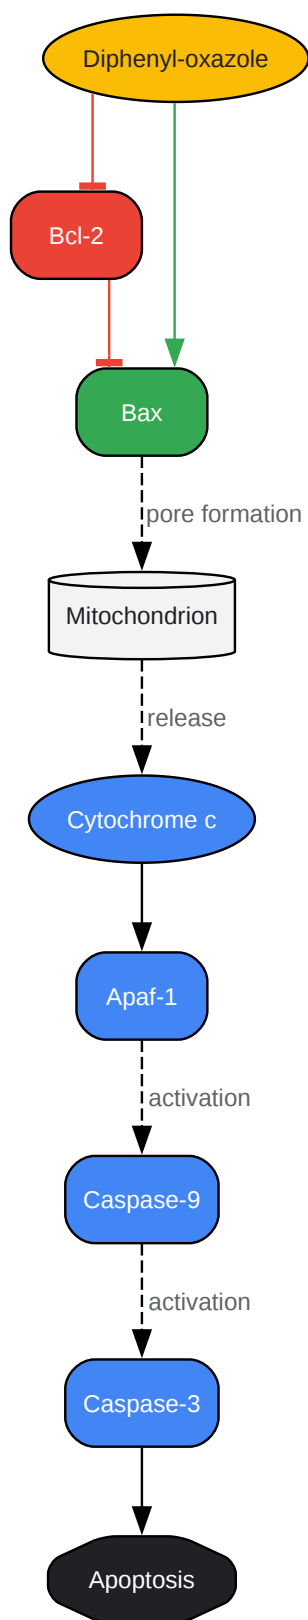 Diphenyl-oxazole
Bcl-2
Bax
pore formation
Mitochondrion
release
Cytochrome c
Apaf-1
activation
Caspase-9
activation
Caspase-3
Apoptosis